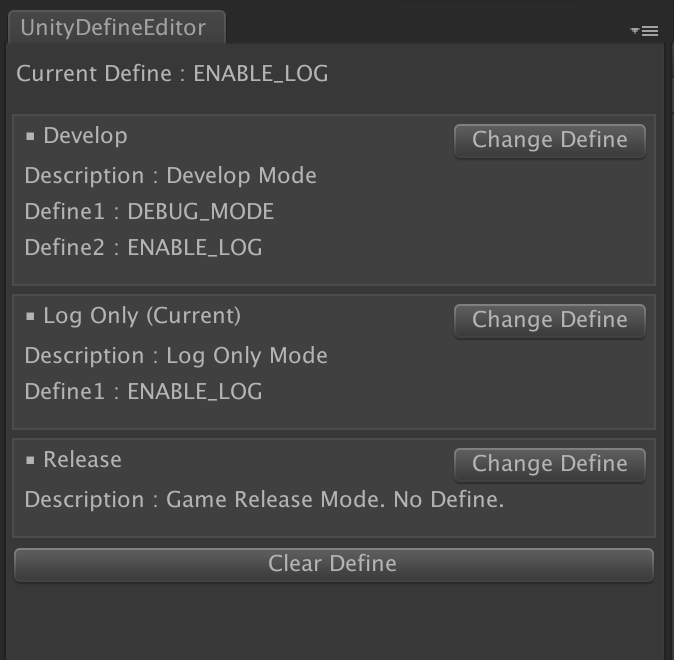 UnityDefineEditor
Current Define : ENABLE_LOG
▪ Develop
Change Define
Description : Develop Mode
Define1 : DEBUG_MODE
Define2 : ENABLE_LOG
▪ Log Only (Current)
Change Define
Description : Log Only Mode
Define1 : ENABLE_LOG
▪ Release
Change Define
Description : Game Release Mode. No Define.
Clear Define